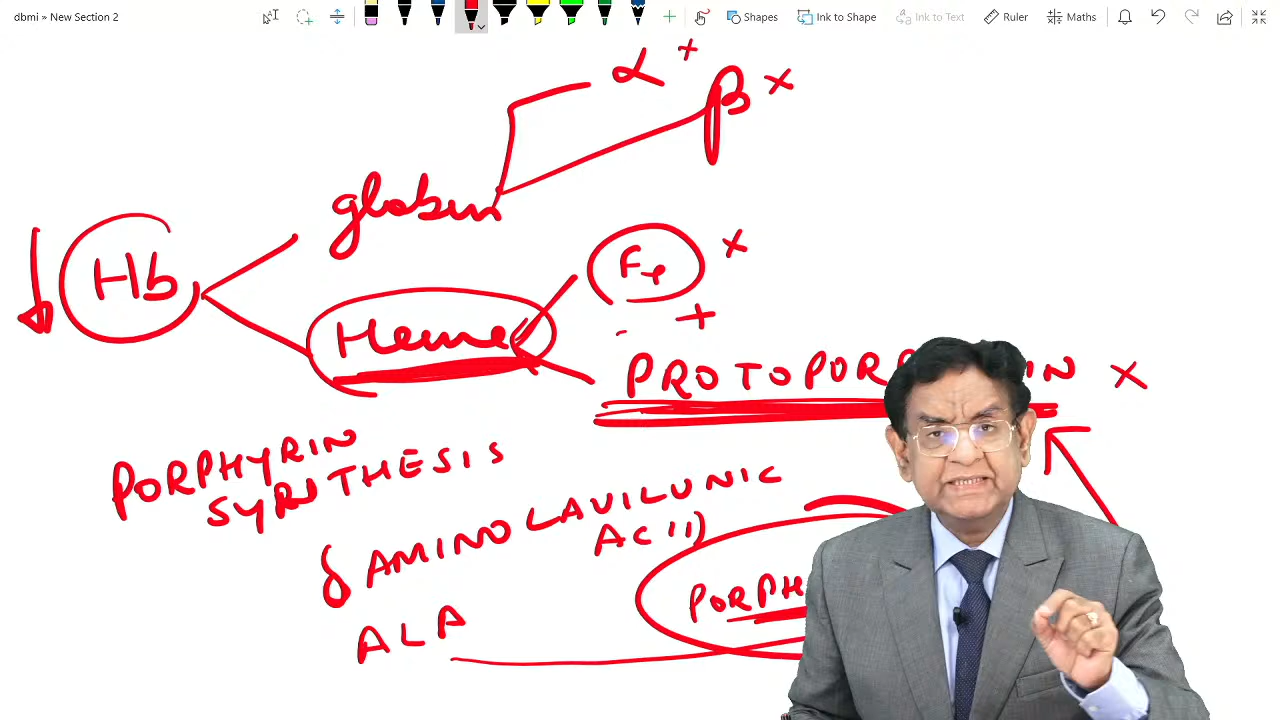 dbmi » New Section 2
Shapes
Ink to Shape
Ink to Text
Ruler
Maths
α +
β ×
globin
↓ Hb
Fe ×
+
Heme
PROTOPORP IN ×
PORPHYRIN
SYNTHESIS
δ AMINO LAVILUNIC
ACID
PORPH
ALA